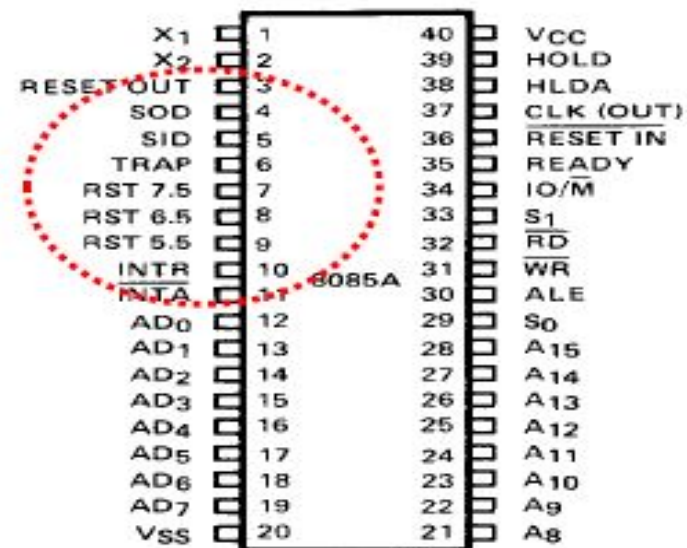 X1 1 40 VCC
X2 2 39 HOLD
RESET OUT 3 38 HLDA
SOD 4 37 CLK (OUT)
SID 5 36 RESET IN
TRAP 6 35 READY
RST 7.5 7 34 IO/M
RST 6.5 8 33 S1
RST 5.5 9 32 RD
INTR 10 8085A 31 WR
INTA 11 30 ALE
AD0 12 29 S0
AD1 13 28 A15
AD2 14 27 A14
AD3 15 26 A13
AD4 16 25 A12
AD5 17 24 A11
AD6 18 23 A10
AD7 19 22 A9
VSS 20 21 A8